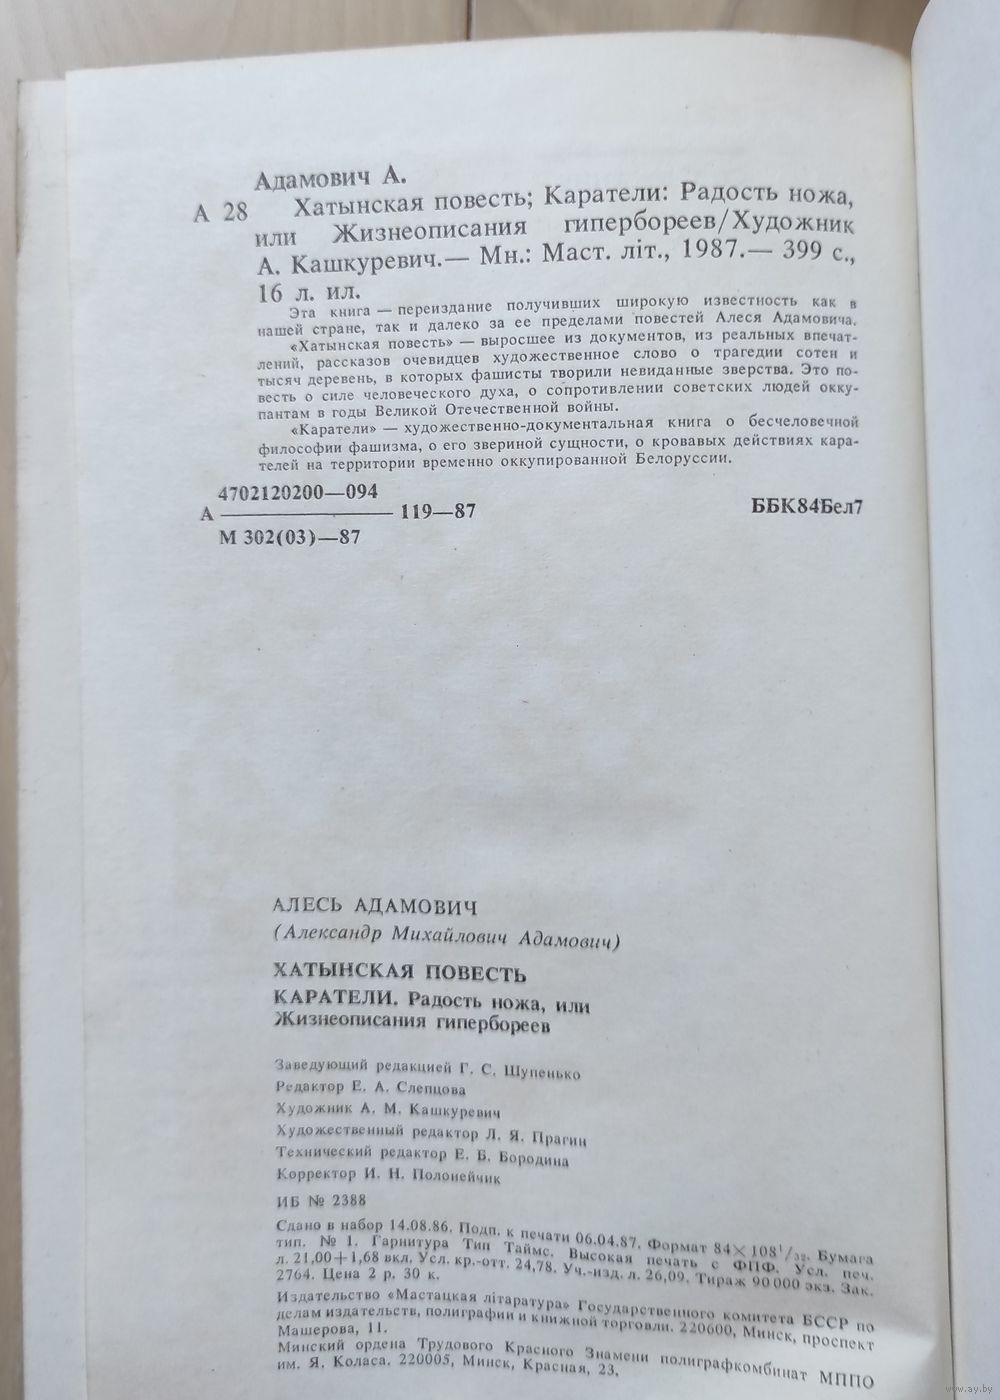 Адамович А.
А 28 Хатынская повесть; Каратели: Радость ножа,
или Жизнеописания гипербореев/Художник
А. Кашкуревич.— Мн.: Маст. літ., 1987.— 399 с.,
16 л. ил.
Эта книга — переиздание получивших широкую известность как в
нашей стране, так и далеко за ее пределами повестей Алеся Адамовича.
«Хатынская повесть» — выросшее из документов, из реальных впечат-
лений, рассказов очевидцев художественное слово о трагедии сотен и
тысяч деревень, в которых фашисты творили невиданные зверства. Это по-
весть о силе человеческого духа, о сопротивлении советских людей окку-
пантам в годы Великой Отечественной войны.
«Каратели» — художественно-документальная книга о бесчеловечной
философии фашизма, о его звериной сущности, о кровавых действиях кара-
телей на территории временно оккупированной Белоруссии.
4702120200—094
А 119—87 ББК84Бел7
М 302(03)—87
АЛЕСЬ АДАМОВИЧ
(Александр Михайлович Адамович)
ХАТЫНСКАЯ ПОВЕСТЬ
КАРАТЕЛИ. Радость ножа, или
Жизнеописания гипербореев
Заведующий редакцией Г. С. Шупенько
Редактор Е. А. Слепцова
Художник А. М. Кашкуревич
Художественный редактор Л. Я. Прагин
Технический редактор Е. Б. Бородина
Корректор И. Н. Полонейчик
ИБ № 2388
Сдано в набор 14.08.86. Подп. к печати 06.04.87. Формат 84×108¹/₃₂. Бумага
тип. № 1. Гарнитура Тип Таймс. Высокая печать с ФПФ. Усл. печ.
л. 21,00+1,68 вкл. Усл. кр.-отт. 24,78. Уч.-изд. л. 26,09. Тираж 90 000 экз. Зак.
2764. Цена 2 р. 30 к.
Издательство «Мастацкая літаратура» Государственного комитета БССР по
делам издательств, полиграфии и книжной торговли. 220600, Минск, проспект
Машерова, 11.
Минский ордена Трудового Красного Знамени полиграфкомбинат МППО
им. Я. Коласа. 220005, Минск, Красная, 23.
www.ay.by